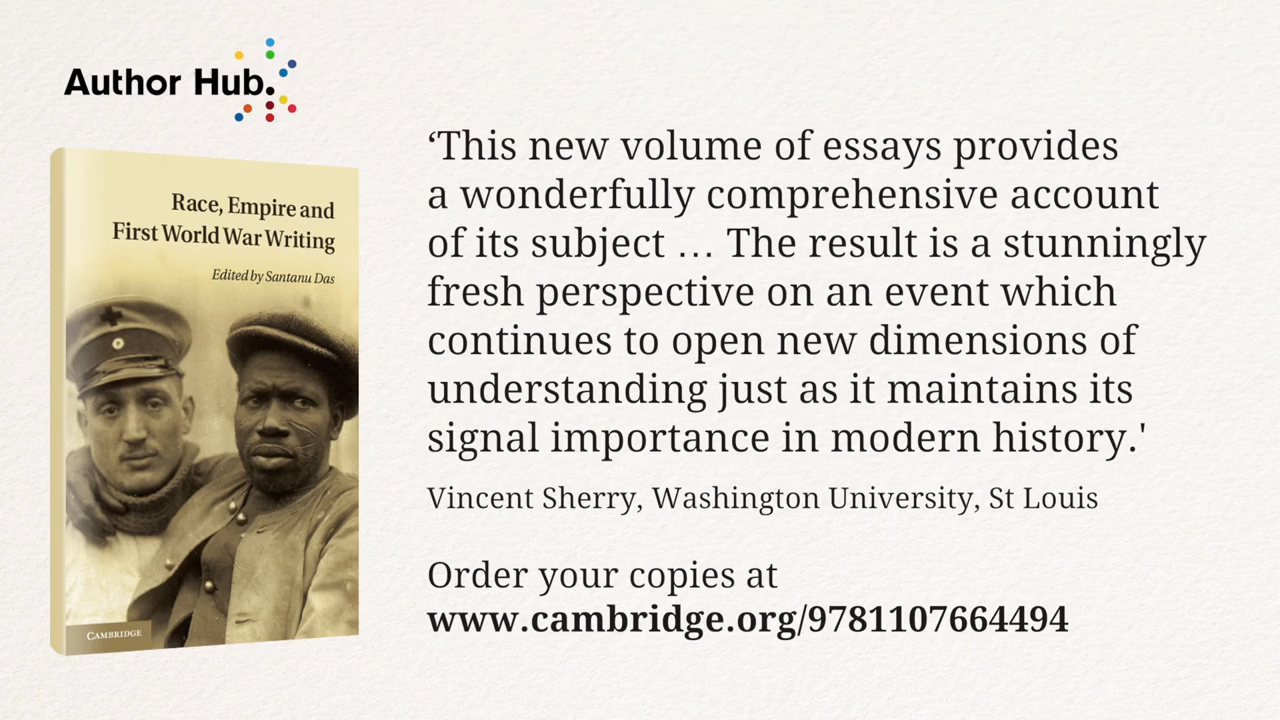 Author Hub.
Race, Empire and
First World War Writing
Edited by Santanu Das
CAMBRIDGE
‘This new volume of essays provides
a wonderfully comprehensive account
of its subject … The result is a stunningly
fresh perspective on an event which
continues to open new dimensions of
understanding just as it maintains its
signal importance in modern history.'
Vincent Sherry, Washington University, St Louis
Order your copies at
www.cambridge.org/9781107664494